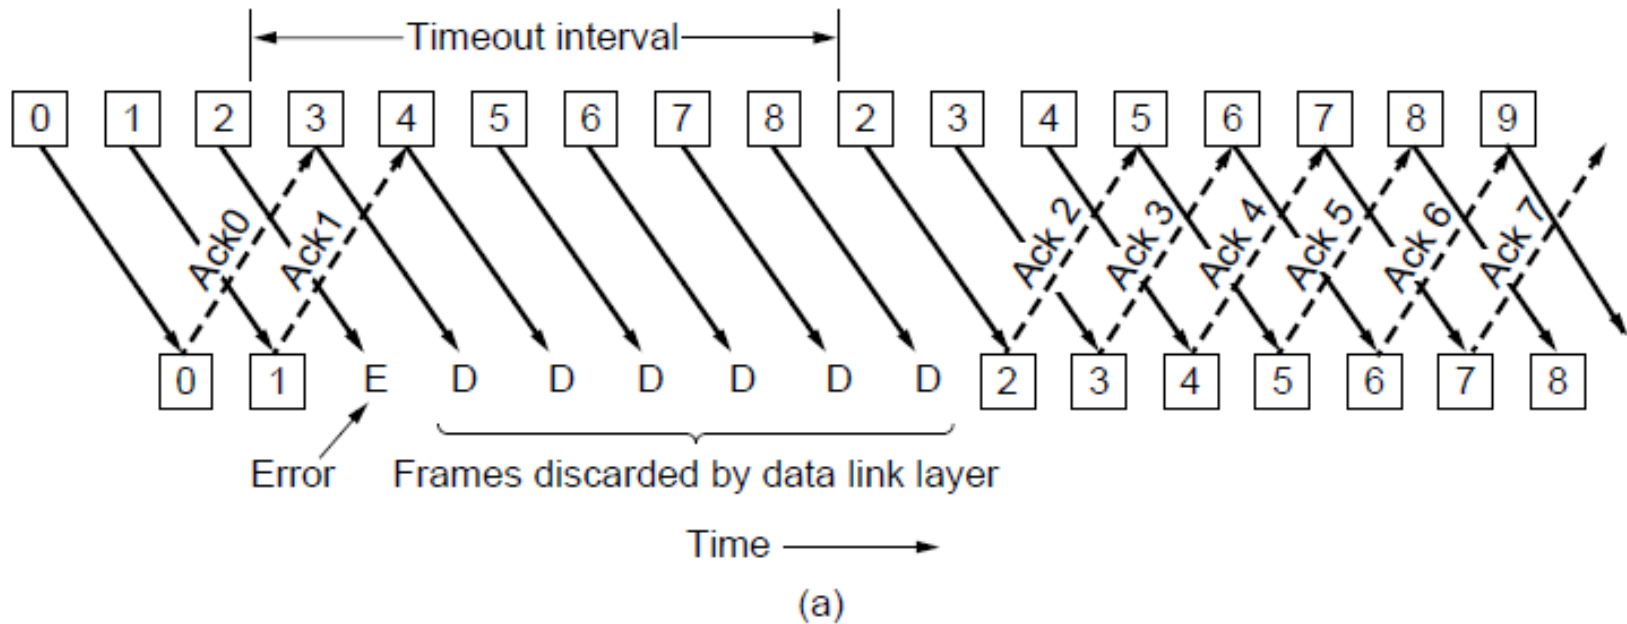 Timeout interval
0 1 2 3 4 5 6 7 8 2 3 4 5 6 7 8 9
Ack0 Ack1 Ack 2 Ack 3 Ack 4 Ack 5 Ack 6 Ack 7
0 1 E D D D D D D 2 3 4 5 6 7 8
Error Frames discarded by data link layer
Time
(a)